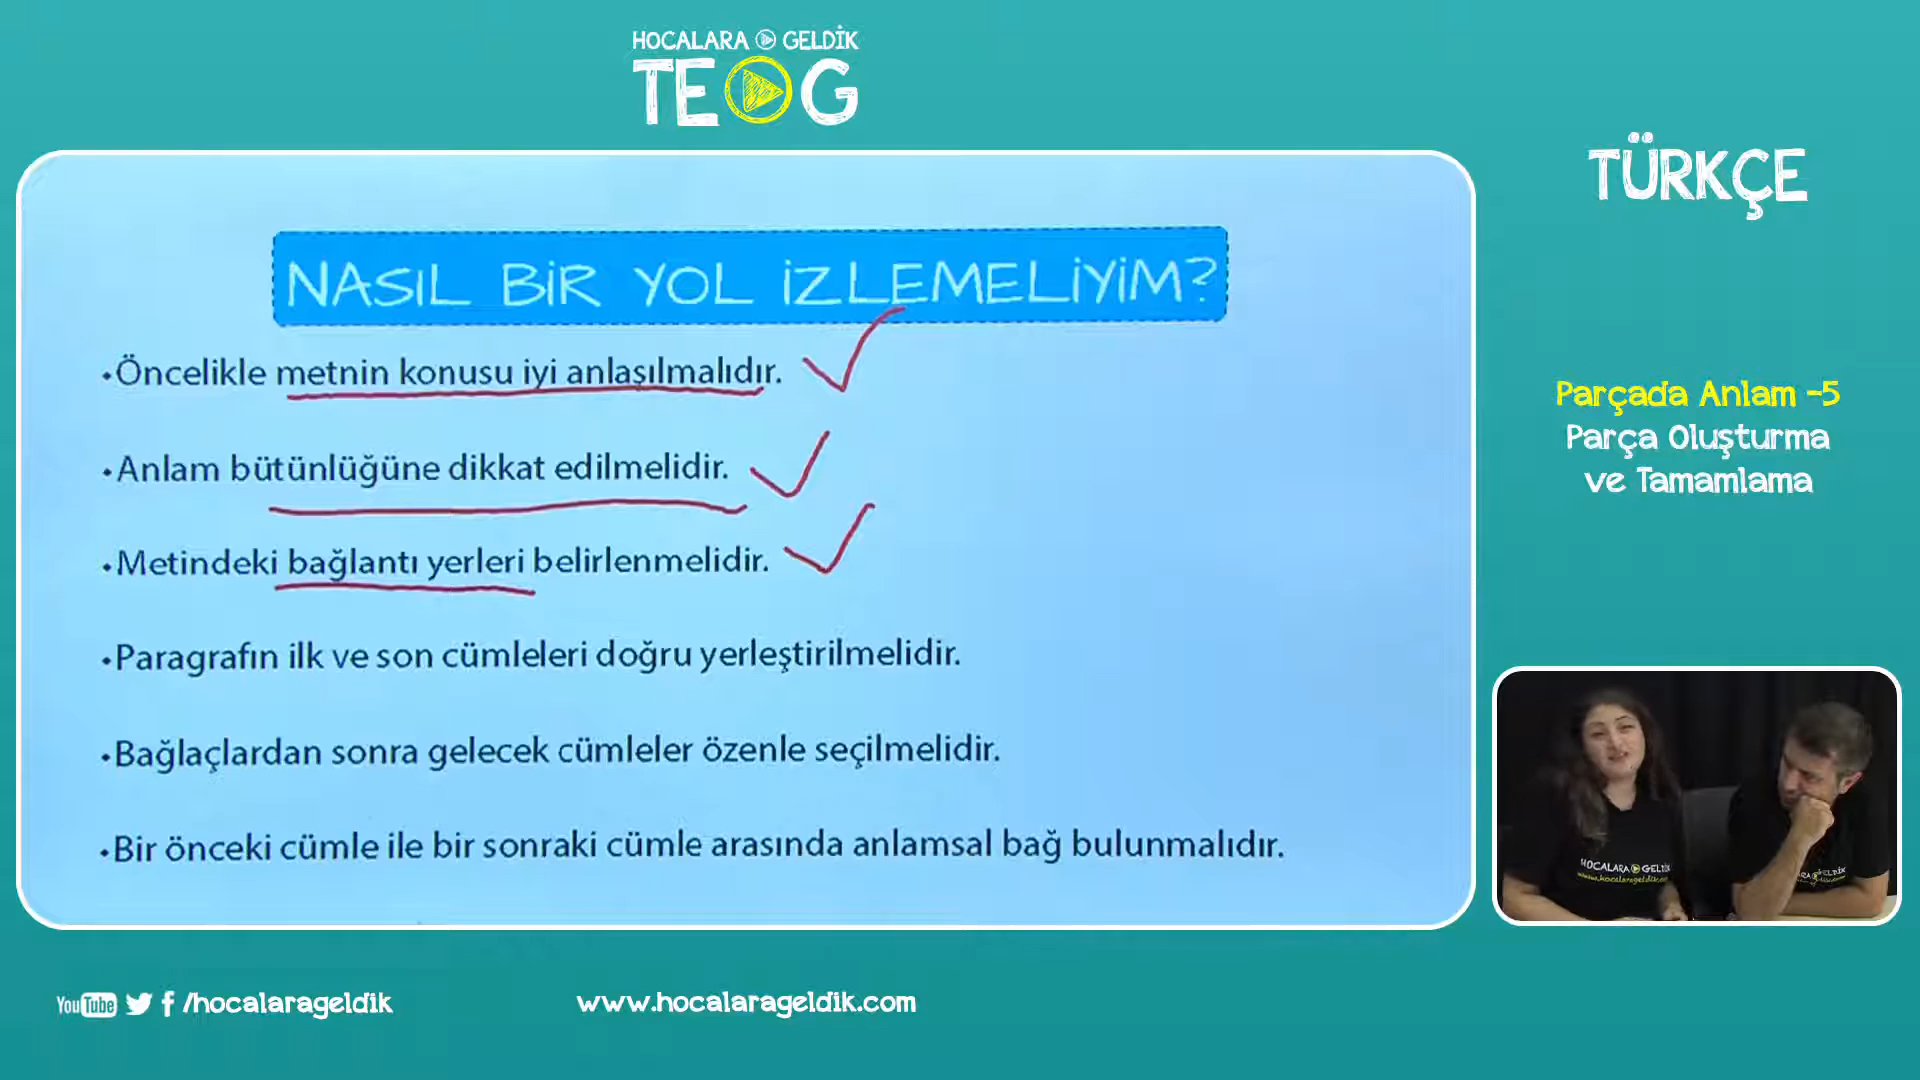 HOCALARA GELDİK
TEOG
TÜRKÇE
NASIL BİR YOL İZLEMELİYİM?
•Öncelikle metnin konusu iyi anlaşılmalıdır.
•Anlam bütünlüğüne dikkat edilmelidir.
•Metindeki bağlantı yerleri belirlenmelidir.
•Paragrafın ilk ve son cümleleri doğru yerleştirilmelidir.
•Bağlaçlardan sonra gelecek cümleler özenle seçilmelidir.
•Bir önceki cümle ile bir sonraki cümle arasında anlamsal bağ bulunmalıdır.
Parçada Anlam -5
Parça Oluşturma
ve Tamamlama
HOCALARA GELDİK
YouTube f /hocalarageldik
www.hocalarageldik.com